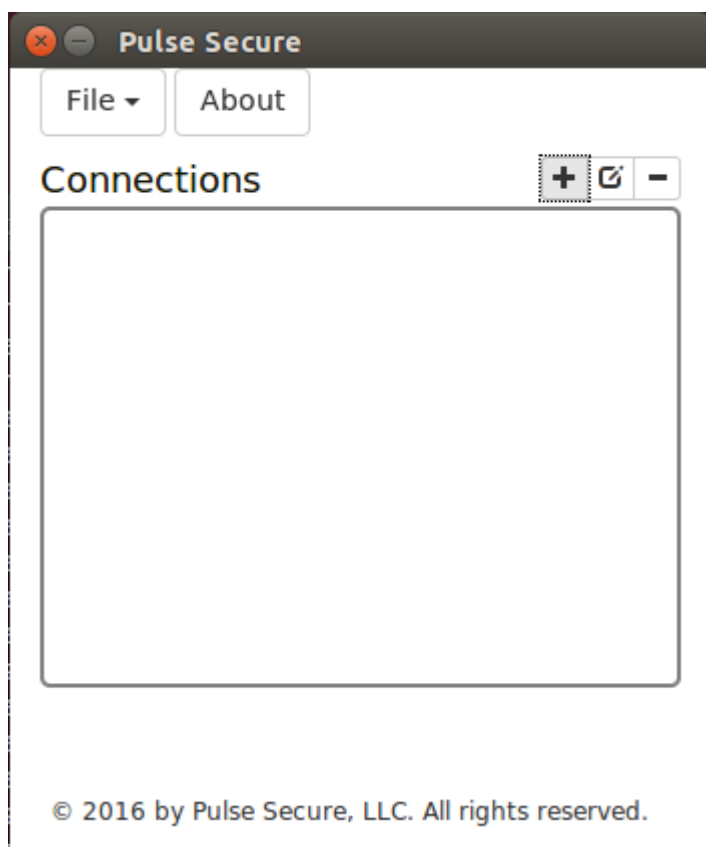 Pulse Secure
File About
Connections
© 2016 by Pulse Secure, LLC. All rights reserved.